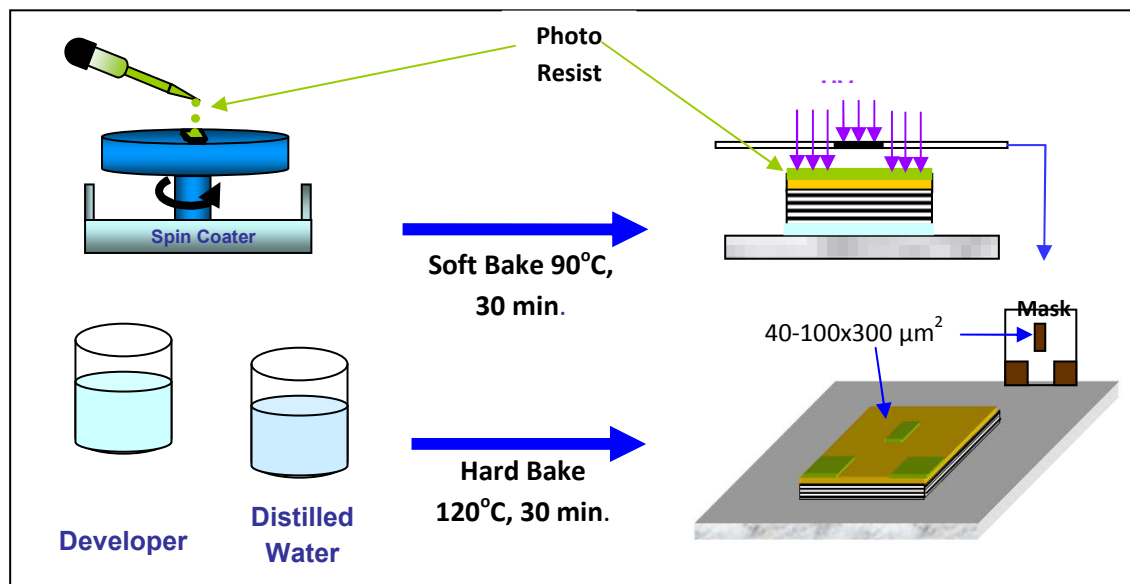 Photo
Resist
Spin Coater
Soft Bake 90°C,
30 min.
Mask
40-100x300 µm²
Hard Bake
120°C, 30 min.
Developer
Distilled
Water